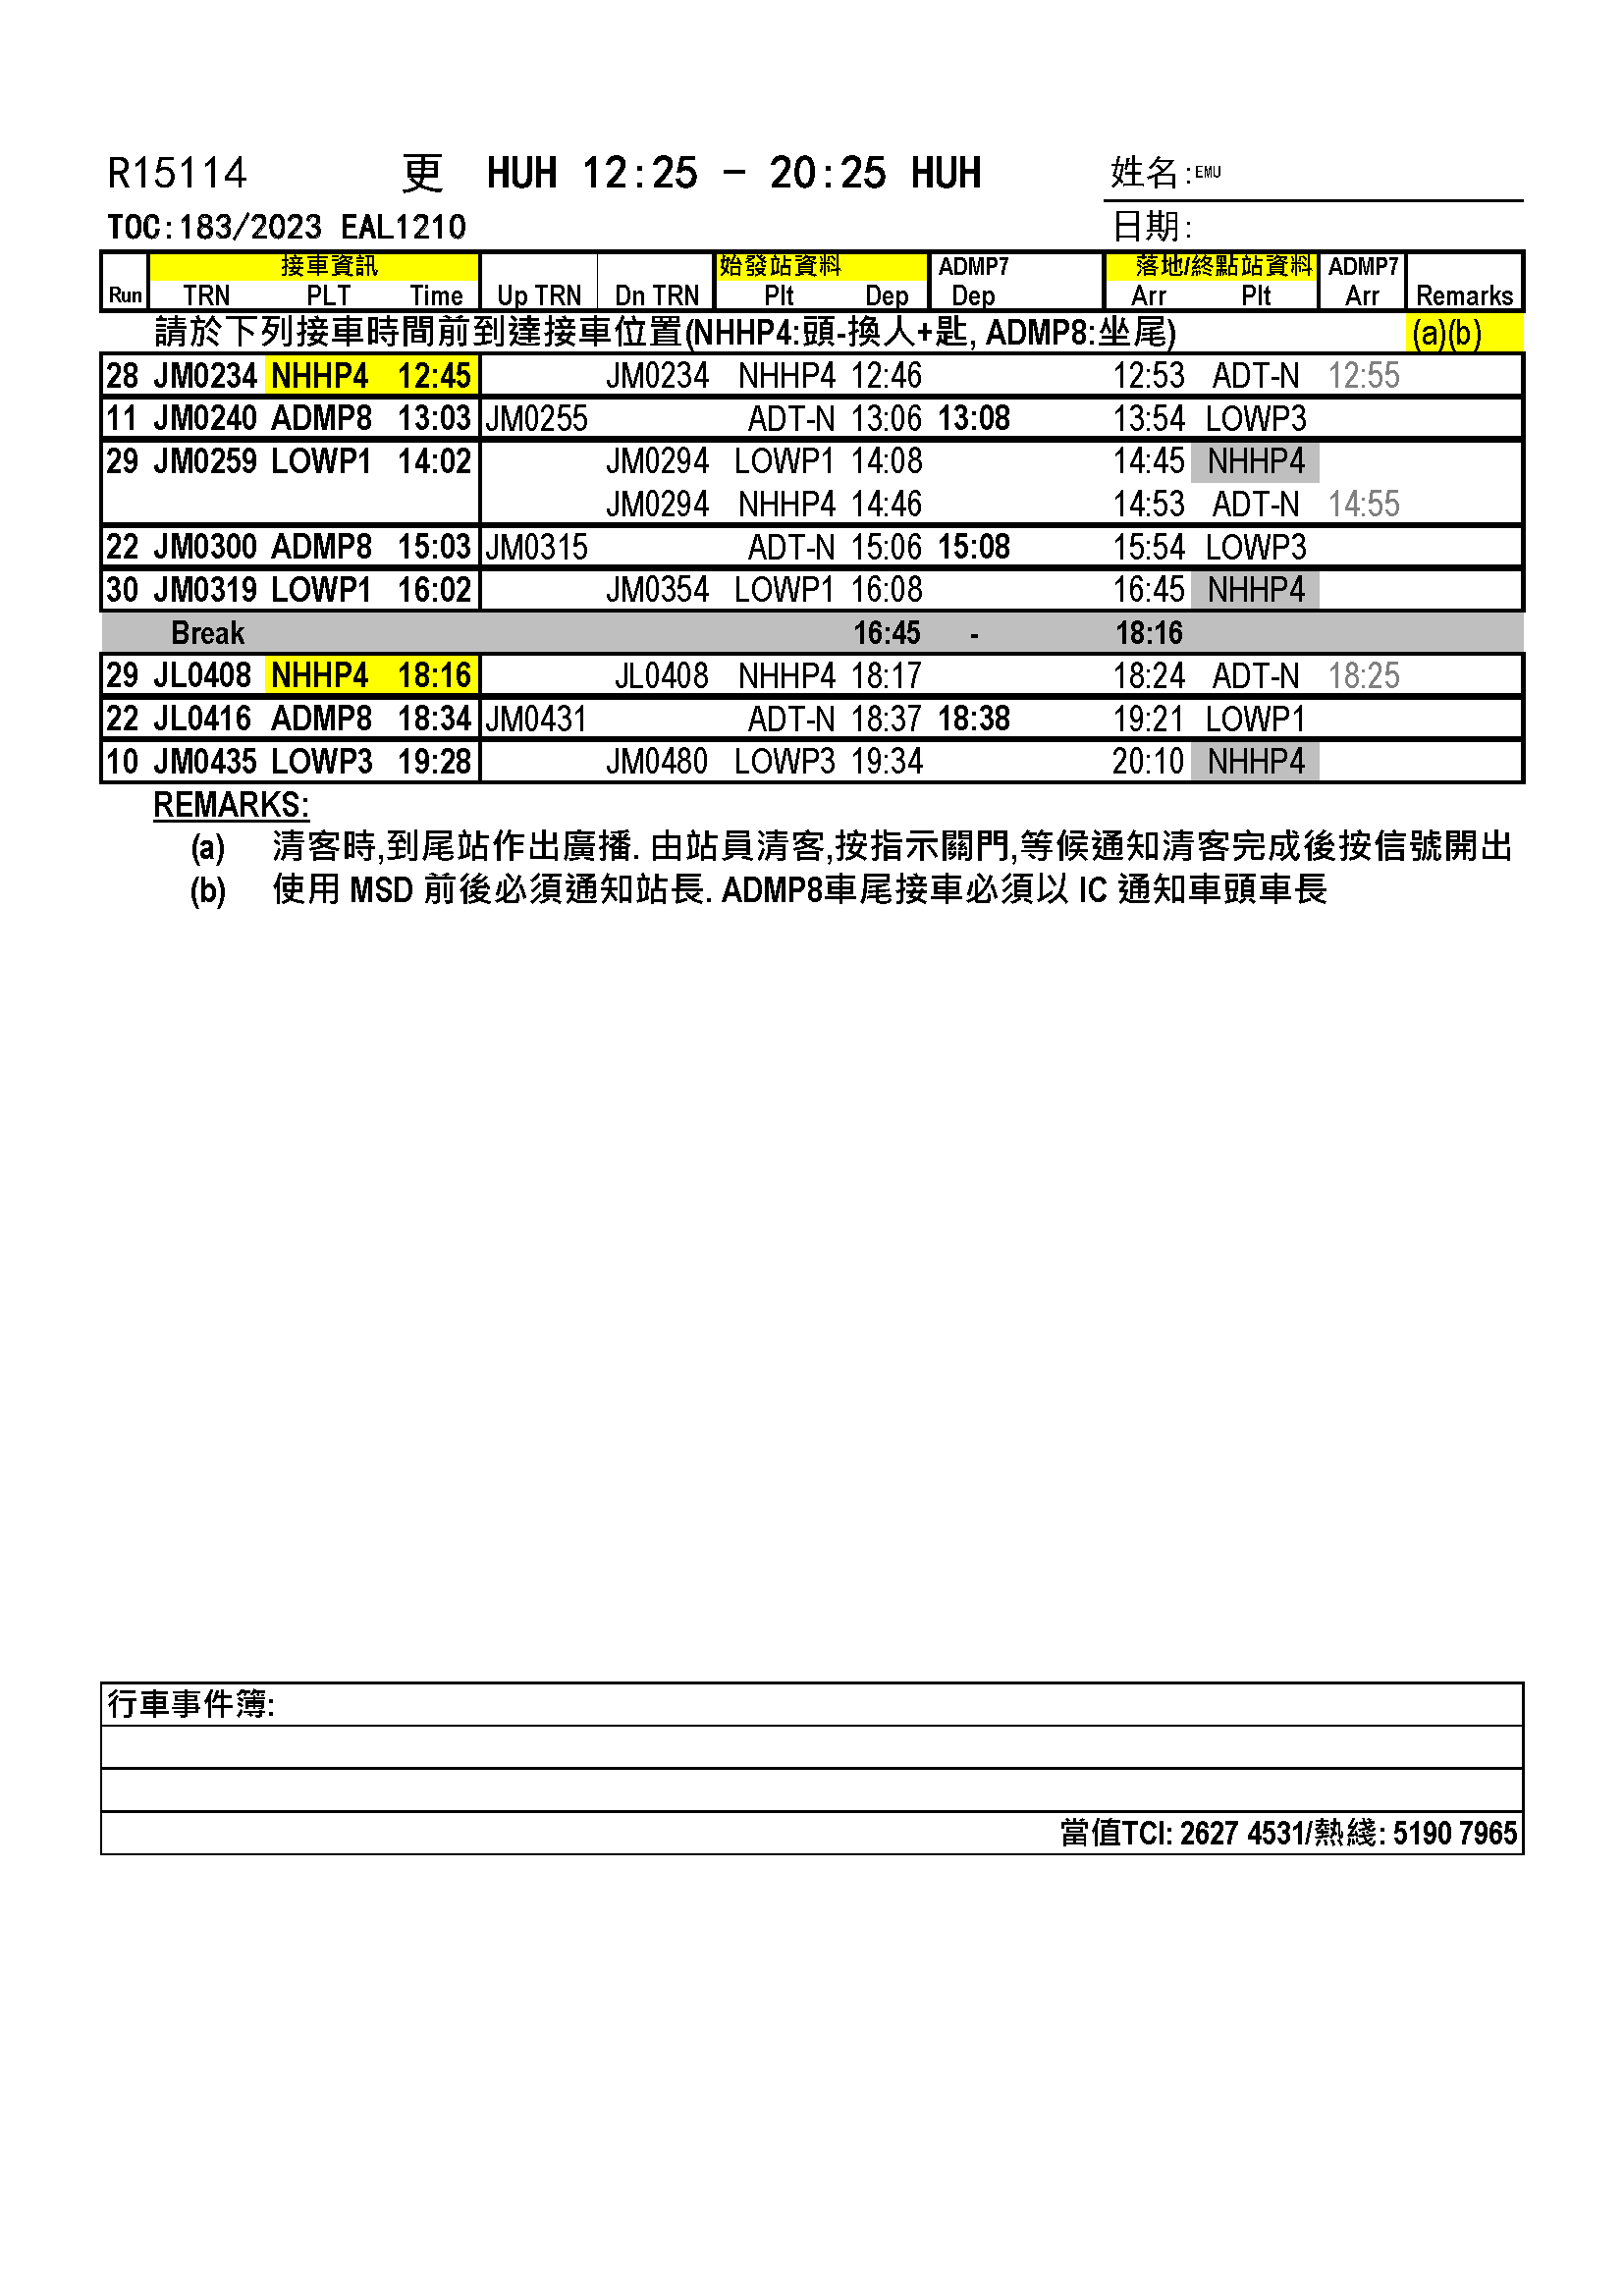 R15114 更 HUH 12:25 - 20:25 HUH 姓名:EMU
TOC:183/2023 EAL1210 日期:
接車資訊 始發站資料 ADMP7 落地/終點站資料 ADMP7
Run TRN PLT Time Up TRN Dn TRN Plt Dep Dep Arr Plt Arr Remarks
請於下列接車時間前到達接車位置(NHHP4:頭-換人+匙, ADMP8:坐尾) (a)(b)
28 JM0234 NHHP4 12:45 JM0234 NHHP4 12:46 12:53 ADT-N 12:55
11 JM0240 ADMP8 13:03 JM0255 ADT-N 13:06 13:08 13:54 LOWP3
29 JM0259 LOWP1 14:02 JM0294 LOWP1 14:08 14:45 NHHP4
JM0294 NHHP4 14:46 14:53 ADT-N 14:55
22 JM0300 ADMP8 15:03 JM0315 ADT-N 15:06 15:08 15:54 LOWP3
30 JM0319 LOWP1 16:02 JM0354 LOWP1 16:08 16:45 NHHP4
Break 16:45 - 18:16
29 JL0408 NHHP4 18:16 JL0408 NHHP4 18:17 18:24 ADT-N 18:25
22 JL0416 ADMP8 18:34 JM0431 ADT-N 18:37 18:38 19:21 LOWP1
10 JM0435 LOWP3 19:28 JM0480 LOWP3 19:34 20:10 NHHP4
REMARKS:
(a) 清客時,到尾站作出廣播. 由站員清客,按指示關門,等候通知清客完成後按信號開出
(b) 使用 MSD 前後必須通知站長. ADMP8車尾接車必須以 IC 通知車頭車長
行車事件簿:
當值TCI: 2627 4531/熱綫: 5190 7965